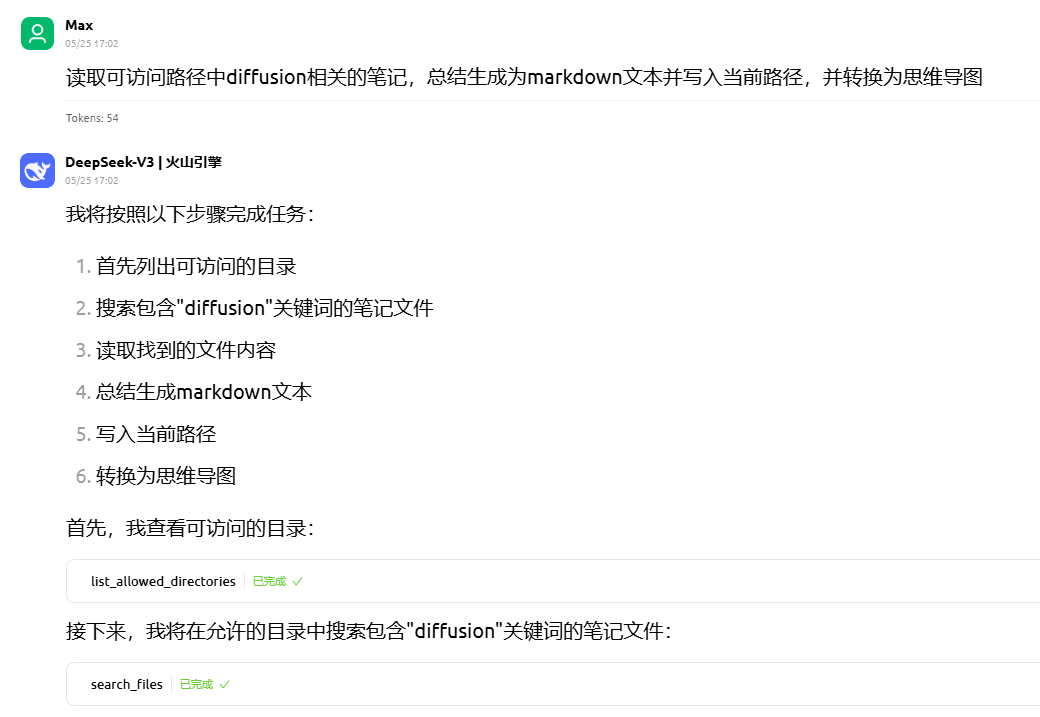 Max
05/25 17:02
读取可访问路径中diffusion相关的笔记，总结生成为markdown文本并写入当前路径，并转换为思维导图
Tokens: 54
DeepSeek-V3 | 火山引擎
05/25 17:02
我将按照以下步骤完成任务：
1. 首先列出可访问的目录
2. 搜索包含"diffusion"关键词的笔记文件
3. 读取找到的文件内容
4. 总结生成markdown文本
5. 写入当前路径
6. 转换为思维导图
首先，我查看可访问的目录：
list_allowed_directories 已完成 ✓
接下来，我将在允许的目录中搜索包含"diffusion"关键词的笔记文件：
search_files 已完成 ✓